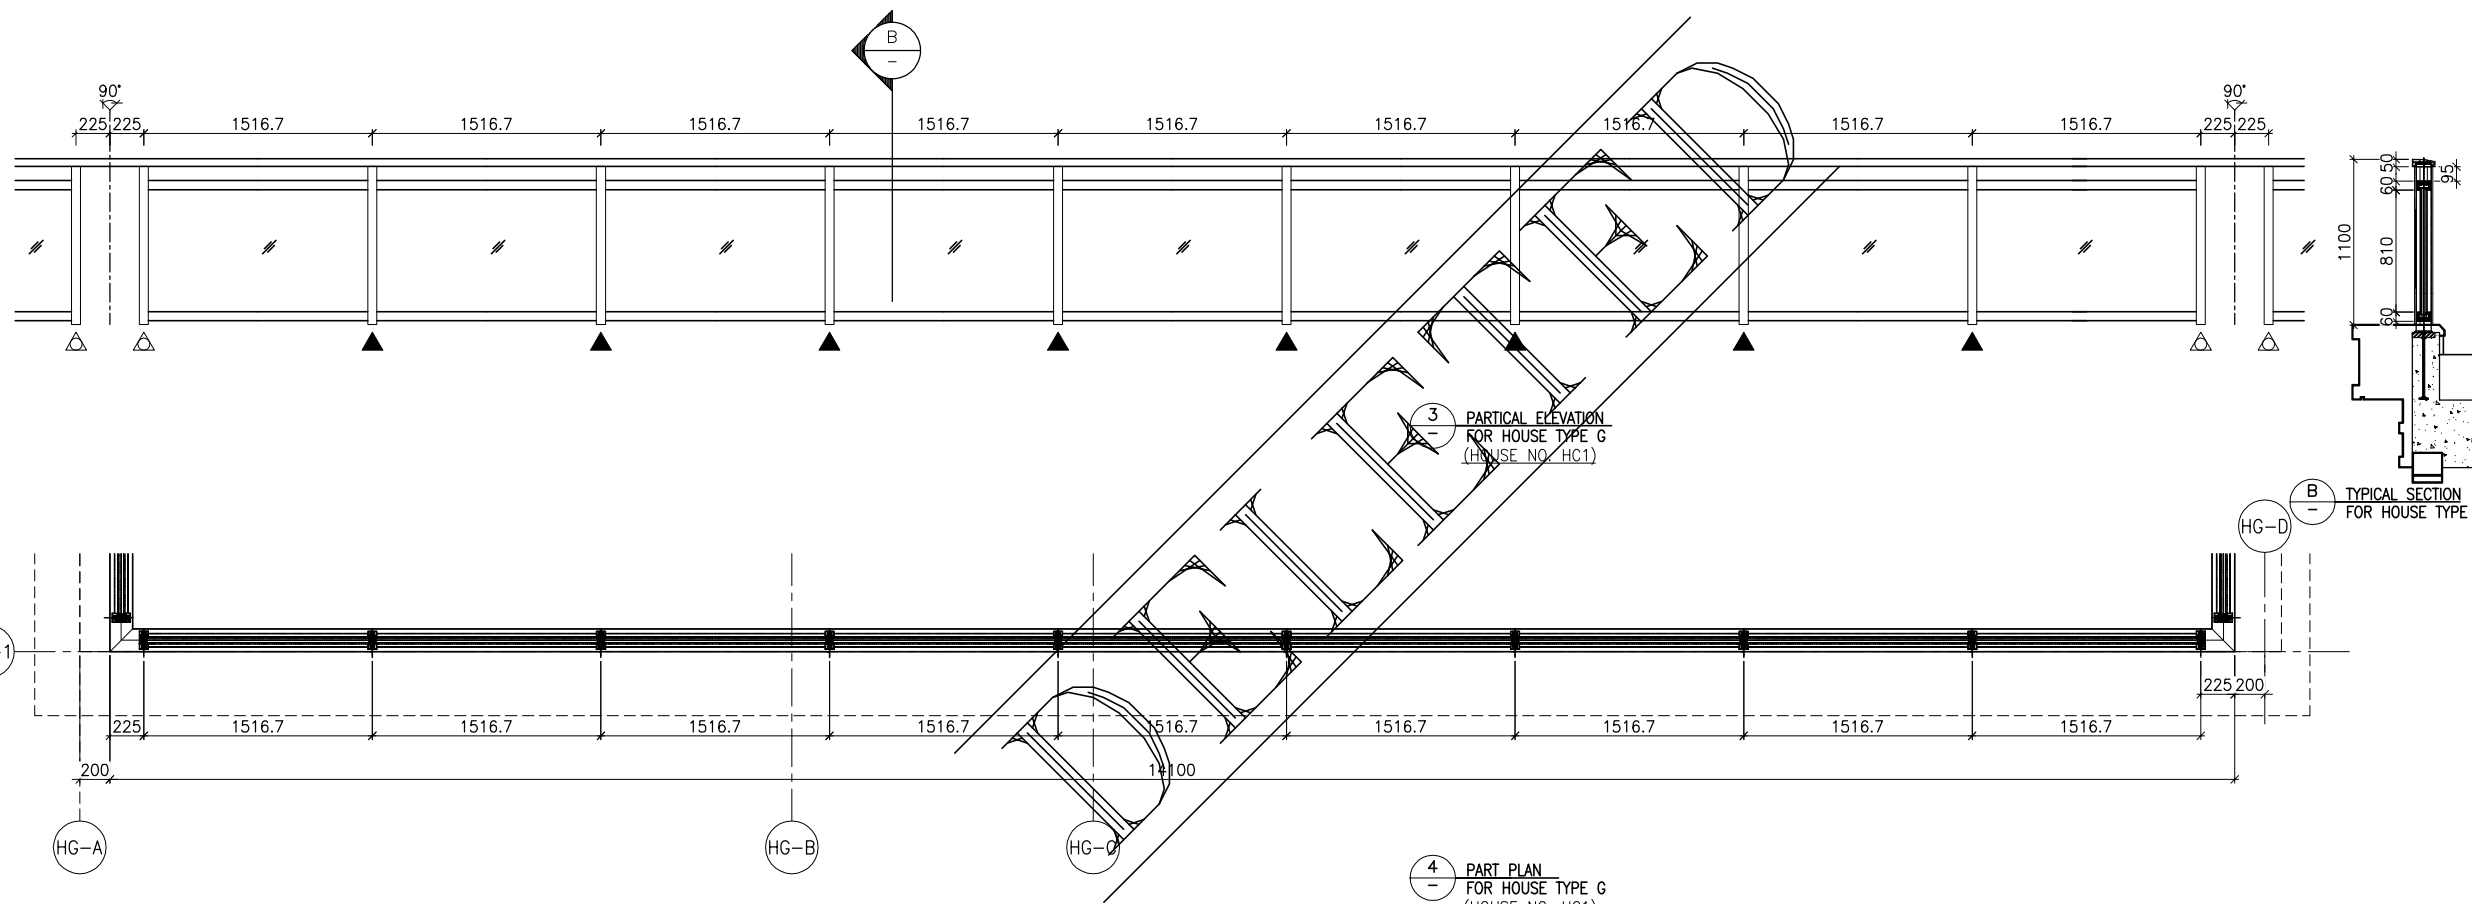 B
-
90°
90°
225 225 1516.7 1516.7 1516.7 1516.7 1516.7 1516.7 1516.7 1516.7 1516.7 225 225
50
60
95
1100
810
60
DELETED
3
-
PARTICAL ELEVATION
FOR HOUSE TYPE G
(HOUSE NO. HC1)
B
-
TYPICAL SECTION
FOR HOUSE TYPE
HG-D
1
225 200
225 1516.7 1516.7 1516.7 1516.7 1516.7 1516.7 1516.7 1516.7 1516.7
200 14100
HG-A
HG-B
HG-C
4
-
PART PLAN
FOR HOUSE TYPE G
(HOUSE NO. HC1)